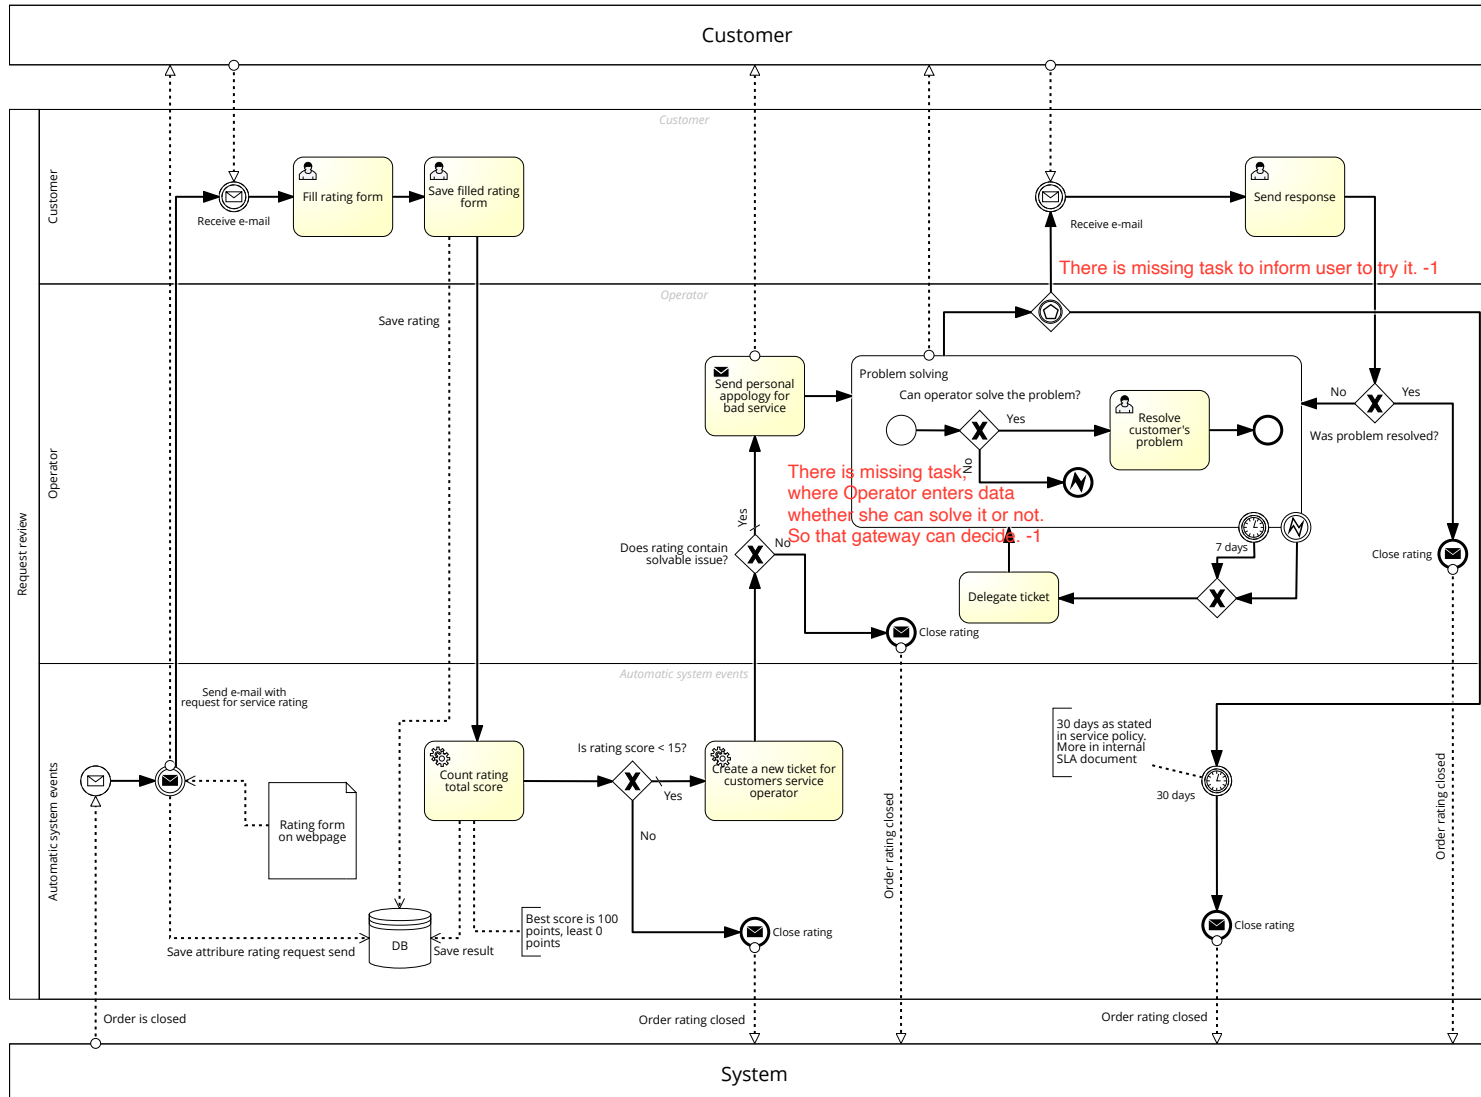 Customer
Customer
Customer
Fill rating form
Save filled rating
form
Receive e-mail
Receive e-mail
Send response
There is missing task to inform user to try it. -1
Operator
Operator
Save rating
Send personal
appology for
bad service
Problem solving
Can operator solve the problem?
Yes
No
Resolve
customer's
problem
No
Yes
Was problem resolved?
There is missing task,
where Operator enters data
whether she can solve it or not.
So that gateway can decide. -1
Yes
No
Does rating contain
solvable issue?
7 days
Delegate ticket
Close rating
Close rating
Request review
Automatic system events
Automatic system events
Send e-mail with
request for service rating
Count rating
total score
Is rating score < 15?
Yes
No
Create a new ticket for
customers service
operator
30 days as stated
in service policy.
More in internal
SLA document
30 days
Rating form
on webpage
Order rating closed
Order rating closed
DB
Save attribure rating request send
Save result
Best score is 100
points, least 0
points
Close rating
Close rating
Order is closed
Order rating closed
Order rating closed
System